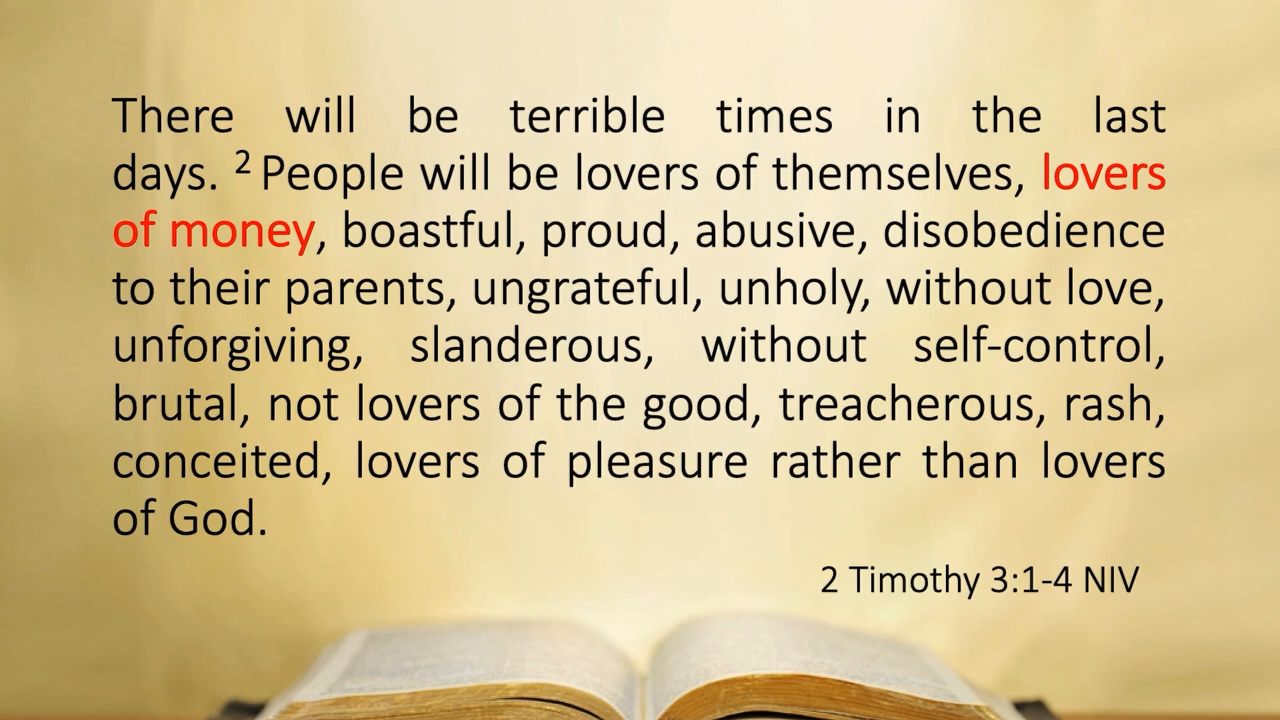 There will be terrible times in the last
days. ² People will be lovers of themselves, lovers
of money, boastful, proud, abusive, disobedience
to their parents, ungrateful, unholy, without love,
unforgiving, slanderous, without self-control,
brutal, not lovers of the good, treacherous, rash,
conceited, lovers of pleasure rather than lovers
of God.
2 Timothy 3:1-4 NIV